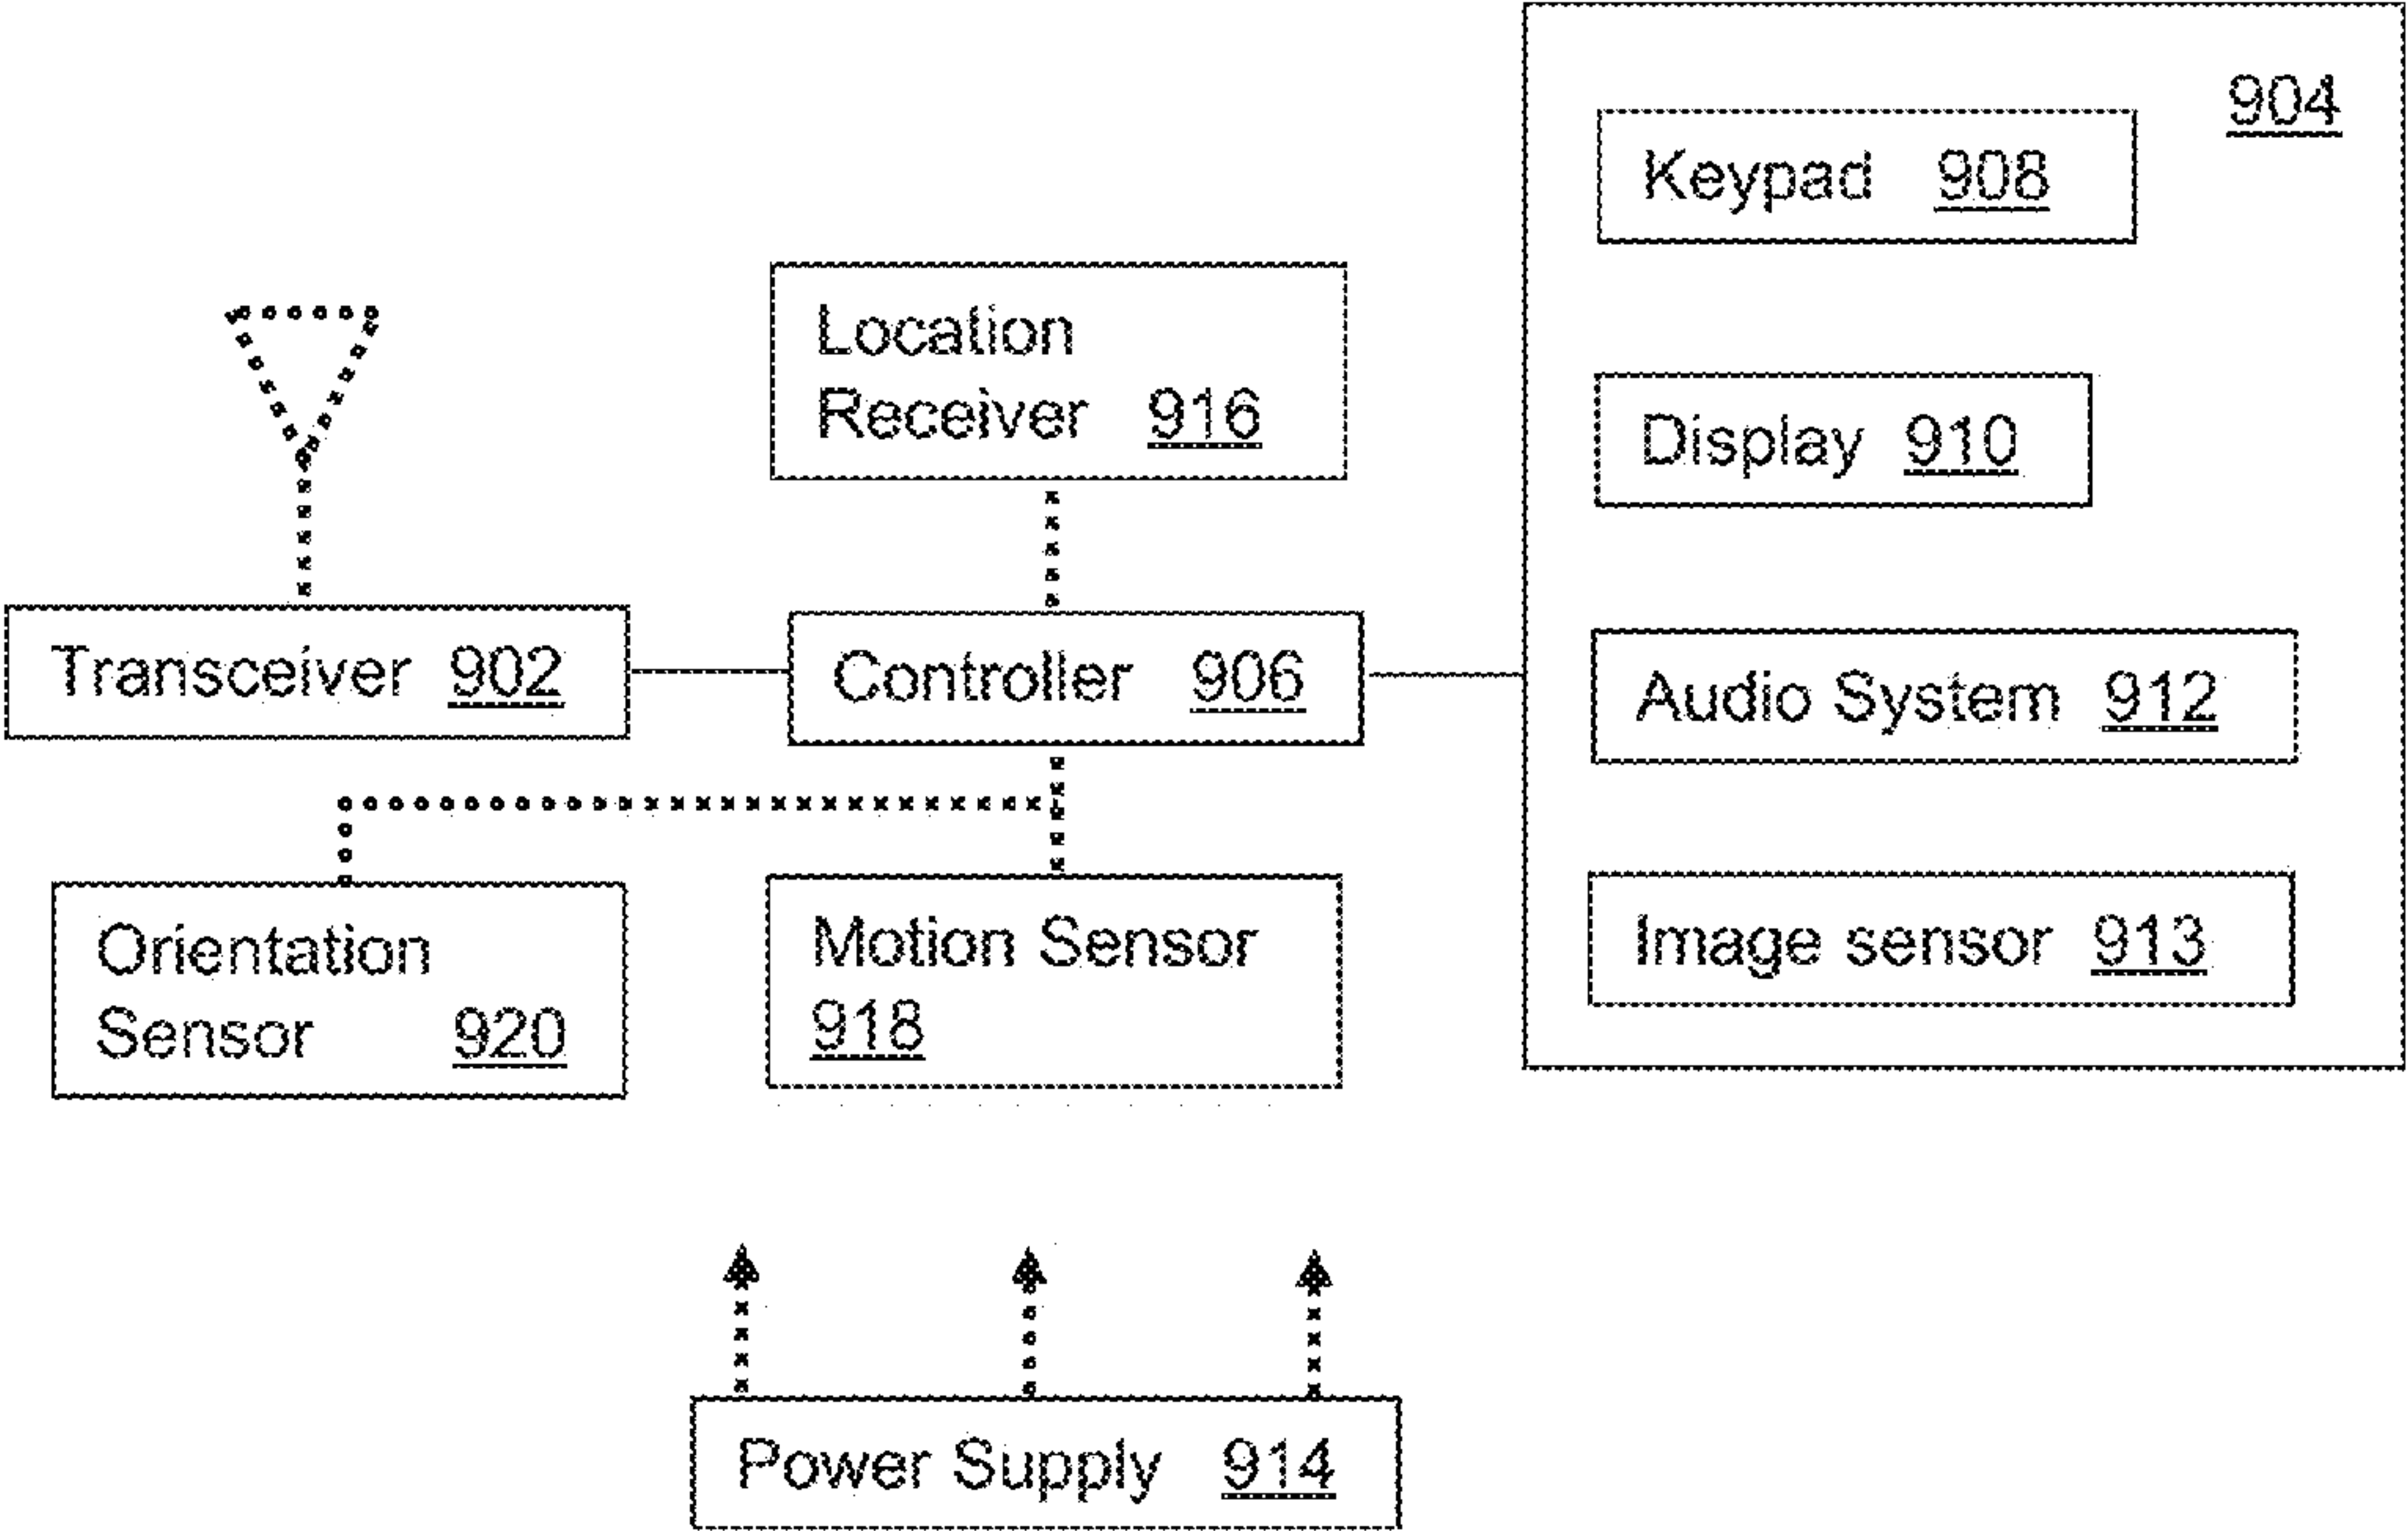 904
Keypad 908
Location
Receiver 916
Display 910
Transceiver 902
Controller 906
Audio System 912
Orientation
Sensor 920
Motion Sensor
918
Image sensor 913
Power Supply 914